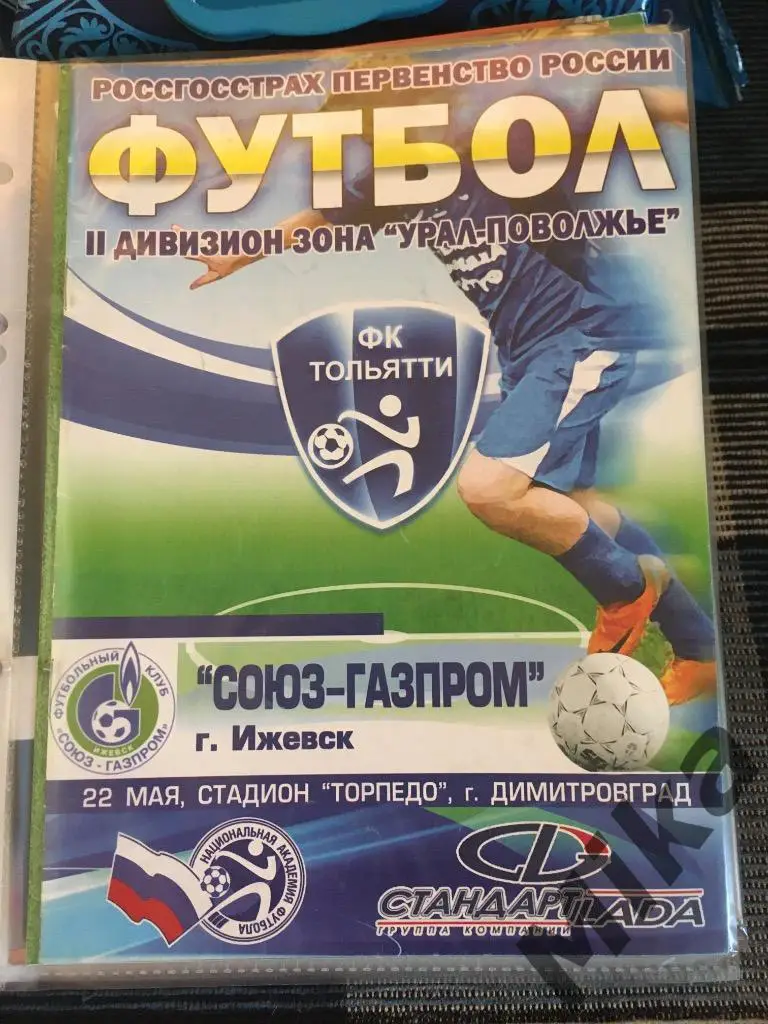 РОССГОССТРАХ ПЕРВЕНСТВО РОССИИ
ФУТБОЛ
II ДИВИЗИОН ЗОНА "УРАЛ-ПОВОЛЖЬЕ"
ФК
ТОЛЬЯТТИ
ФУТБОЛЬНЫЙ КЛУБ
ИЖЕВСК
"СОЮЗ-ГАЗПРОМ"
"СОЮЗ-ГАЗПРОМ"
г. Ижевск
22 МАЯ, СТАДИОН "ТОРПЕДО", г. ДИМИТРОВГРАД
НАЦИОНАЛЬНАЯ АКАДЕМИЯ ФУТБОЛА
СТАНДАРТ LADA
ГРУППА КОМПАНИЙ
Mika